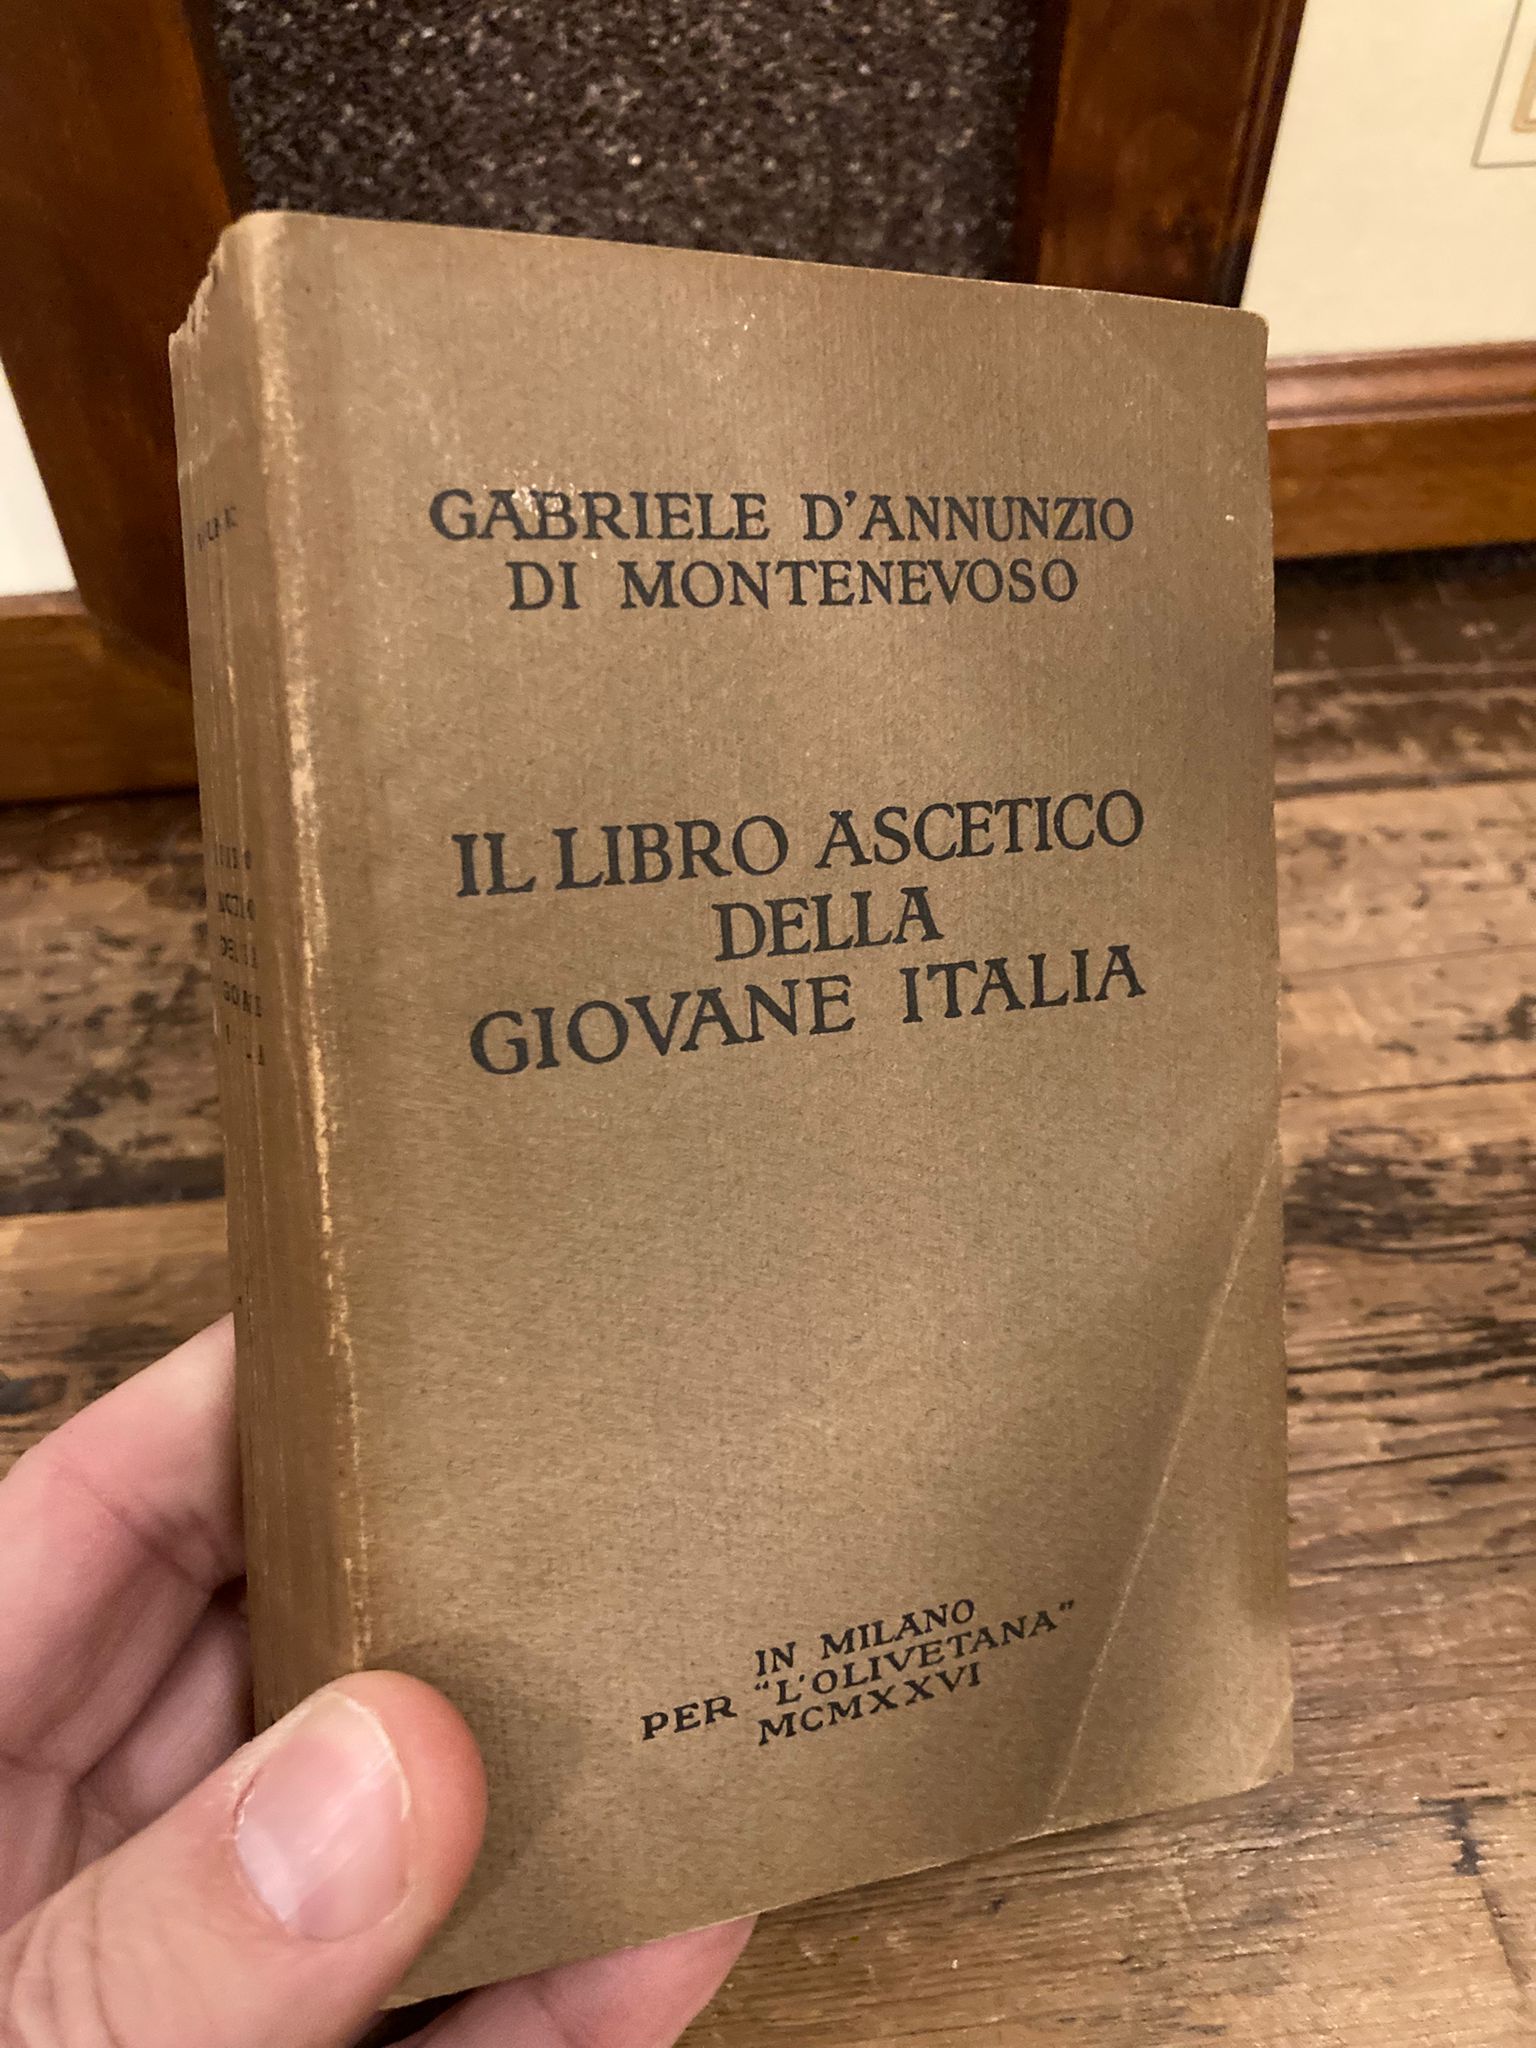 GABRIELE D'ANNUNZIO
DI MONTENEVOSO
IL LIBRO ASCETICO
DELLA
GIOVANE ITALIA
IN MILANO
PER "L'OLIVETANA"
MCMXXVI